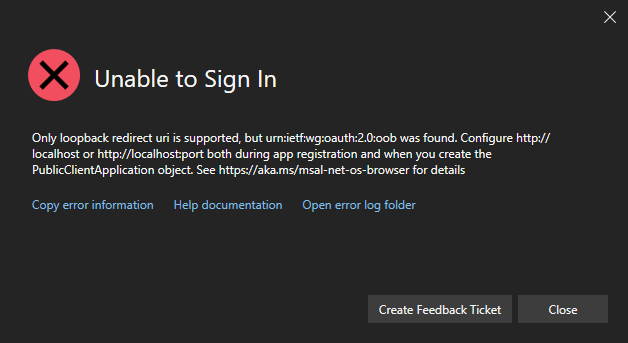 Unable to Sign In
Only loopback redirect uri is supported, but urn:ietf:wg:oauth:2.0:oob was found. Configure http://
localhost or http://localhost:port both during app registration and when you create the
PublicClientApplication object. See https://aka.ms/msal-net-os-browser for details
Copy error information Help documentation Open error log folder
Create Feedback Ticket Close